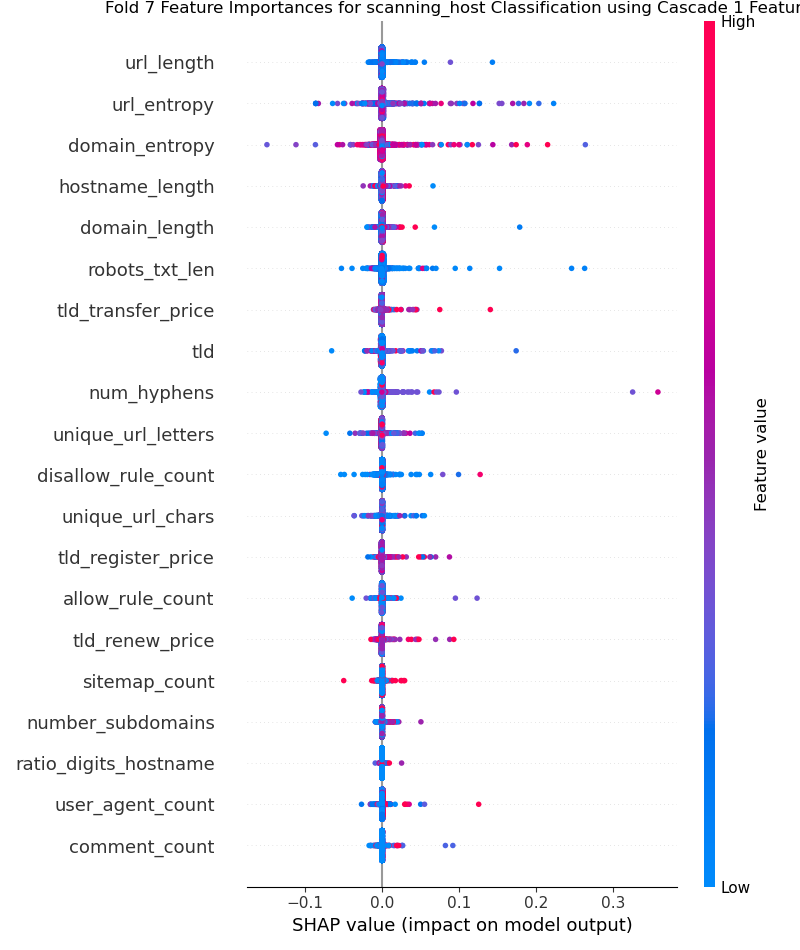 Fold 7 Feature Importances for scanning_host Classification using Cascade 1 Featur
High
url_length
url_entropy
domain_entropy
hostname_length
domain_length
robots_txt_len
tld_transfer_price
tld
num_hyphens
unique_url_letters
disallow_rule_count
unique_url_chars
tld_register_price
allow_rule_count
tld_renew_price
sitemap_count
number_subdomains
ratio_digits_hostname
user_agent_count
comment_count
Feature value
Low
−0.1 0.0 0.1 0.2 0.3
SHAP value (impact on model output)